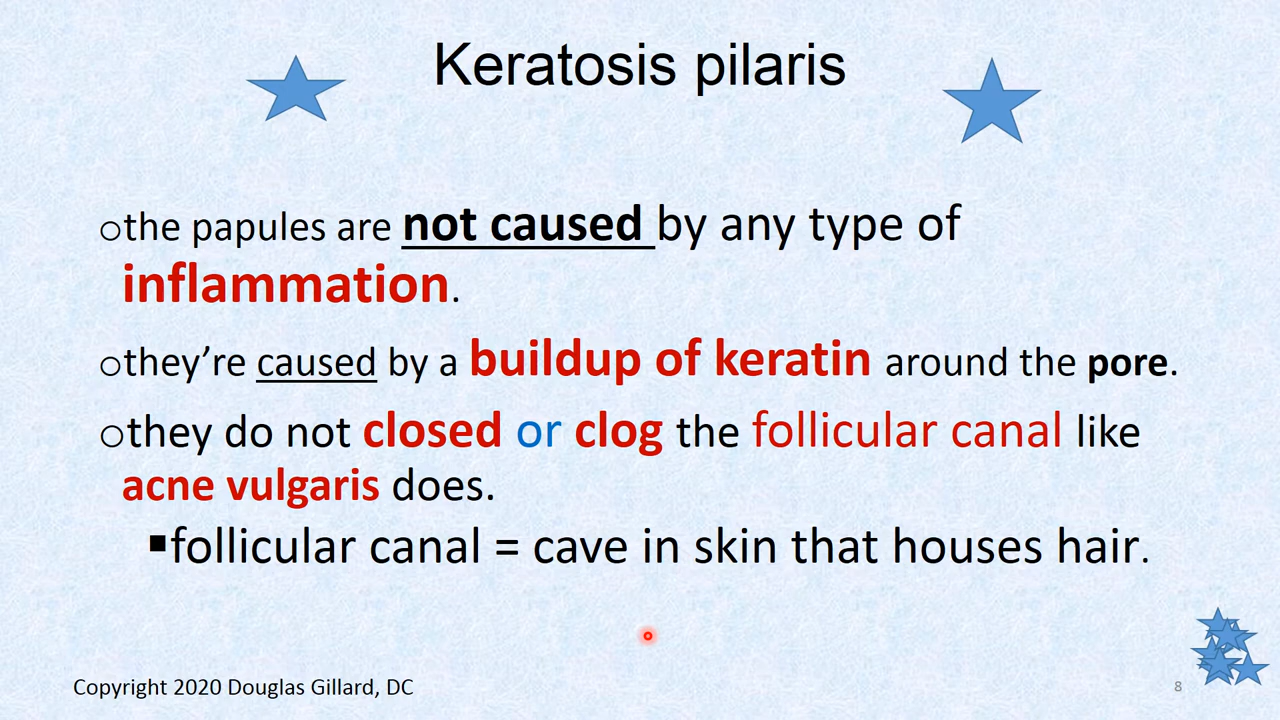 Keratosis pilaris
othe papules are not caused by any type of
inflammation.
othey’re caused by a buildup of keratin around the pore.
othey do not closed or clog the follicular canal like
acne vulgaris does.
▪follicular canal = cave in skin that houses hair.
Copyright 2020 Douglas Gillard, DC
8